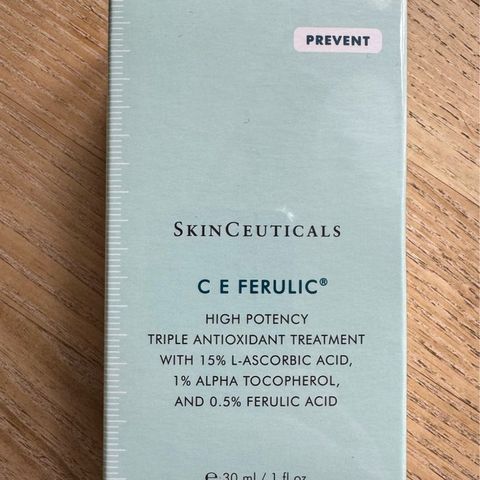 PREVENT
SKINCEUTICALS
C E FERULIC®
HIGH POTENCY
TRIPLE ANTIOXIDANT TREATMENT
WITH 15% L-ASCORBIC ACID,
1% ALPHA TOCOPHEROL,
AND 0.5% FERULIC ACID
℮ 30 ml / 1 fl oz